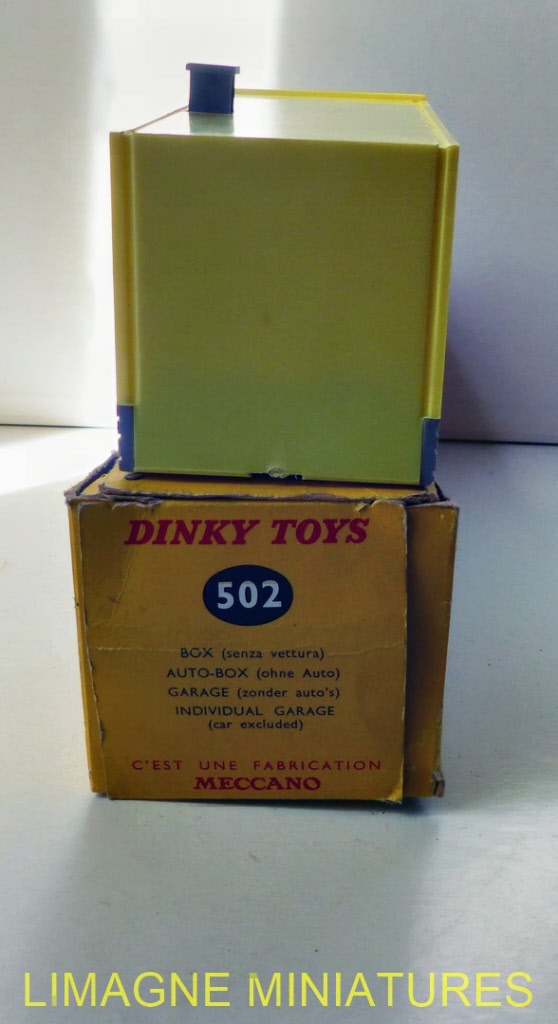 DINKY TOYS
502
BOX (senza vettura)
AUTO-BOX (ohne Auto)
GARAGE (zonder auto's)
INDIVIDUAL GARAGE
(car excluded)
C'EST UNE FABRICATION
MECCANO
LIMAGNE MINIATURES